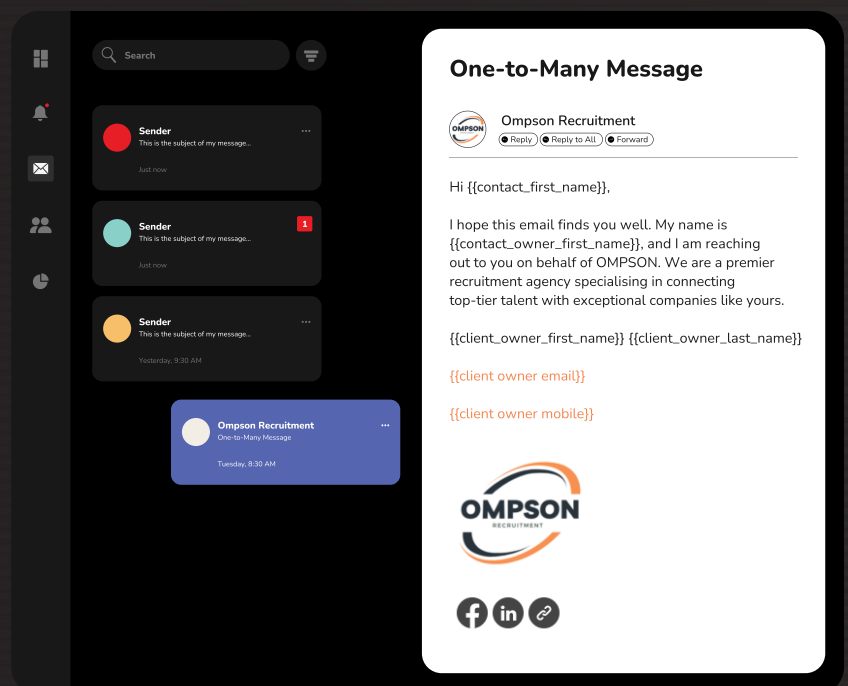 Search
Sender
This is the subject of my message...
Just now
Sender
This is the subject of my message...
Just now
1
Sender
This is the subject of my message...
Yesterday, 9:30 AM
Ompson Recruitment
One-to-Many Message
Tuesday, 8:30 AM
One-to-Many Message
OMPSON
Ompson Recruitment
Reply
Reply to All
Forward
Hi {{contact_first_name}},
I hope this email finds you well. My name is
{{contact_owner_first_name}}, and I am reaching
out to you on behalf of OMPSON. We are a premier
recruitment agency specialising in connecting
top-tier talent with exceptional companies like yours.
{{client_owner_first_name}} {{client_owner_last_name}}
{{client owner email}}
{{client owner mobile}}
OMPSON
RECRUITMENT
f
in